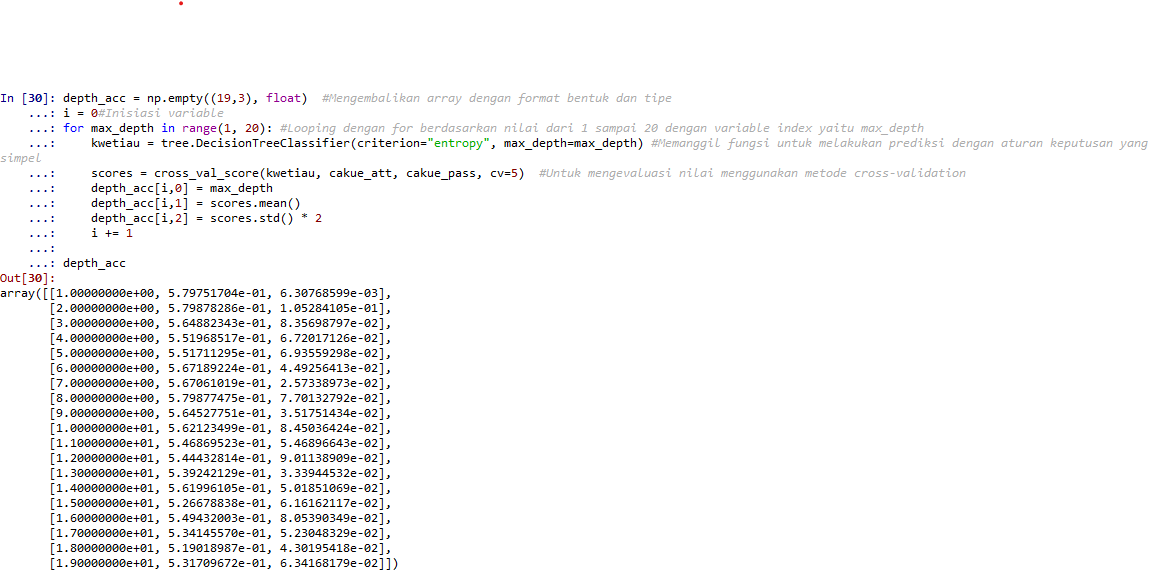 In [30]: depth_acc = np.empty((19,3), float)  #Mengembalikan array dengan format bentuk dan tipe
    ...: i = 0#Inisiasi variable
    ...: for max_depth in range(1, 20): #Looping dengan for berdasarkan nilai dari 1 sampai 20 dengan variable index yaitu max_depth
    ...:     kwetiau = tree.DecisionTreeClassifier(criterion="entropy", max_depth=max_depth) #Memanggil fungsi untuk melakukan prediksi dengan aturan keputusan yang
simpel
    ...:     scores = cross_val_score(kwetiau, cakue_att, cakue_pass, cv=5)  #Untuk mengevaluasi nilai menggunakan metode cross-validation
    ...:     depth_acc[i,0] = max_depth
    ...:     depth_acc[i,1] = scores.mean()
    ...:     depth_acc[i,2] = scores.std() * 2
    ...:     i += 1
    ...:
    ...: depth_acc
Out[30]:
array([[1.00000000e+00, 5.79751704e-01, 6.30768599e-03],
       [2.00000000e+00, 5.79878286e-01, 1.05284105e-01],
       [3.00000000e+00, 5.64882343e-01, 8.35698797e-02],
       [4.00000000e+00, 5.51968517e-01, 6.72017126e-02],
       [5.00000000e+00, 5.51711295e-01, 6.93559298e-02],
       [6.00000000e+00, 5.67189224e-01, 4.49256413e-02],
       [7.00000000e+00, 5.67061019e-01, 2.57338973e-02],
       [8.00000000e+00, 5.79877475e-01, 7.70132792e-02],
       [9.00000000e+00, 5.64527751e-01, 3.51751434e-02],
       [1.00000000e+01, 5.62123499e-01, 8.45036424e-02],
       [1.10000000e+01, 5.46869523e-01, 5.46896643e-02],
       [1.20000000e+01, 5.44432814e-01, 9.01138909e-02],
       [1.30000000e+01, 5.39242129e-01, 3.33944532e-02],
       [1.40000000e+01, 5.61996105e-01, 5.01851069e-02],
       [1.50000000e+01, 5.26678838e-01, 6.16162117e-02],
       [1.60000000e+01, 5.49432003e-01, 8.05390349e-02],
       [1.70000000e+01, 5.34145570e-01, 5.23048329e-02],
       [1.80000000e+01, 5.19018987e-01, 4.30195418e-02],
       [1.90000000e+01, 5.31709672e-01, 6.34168179e-02]])